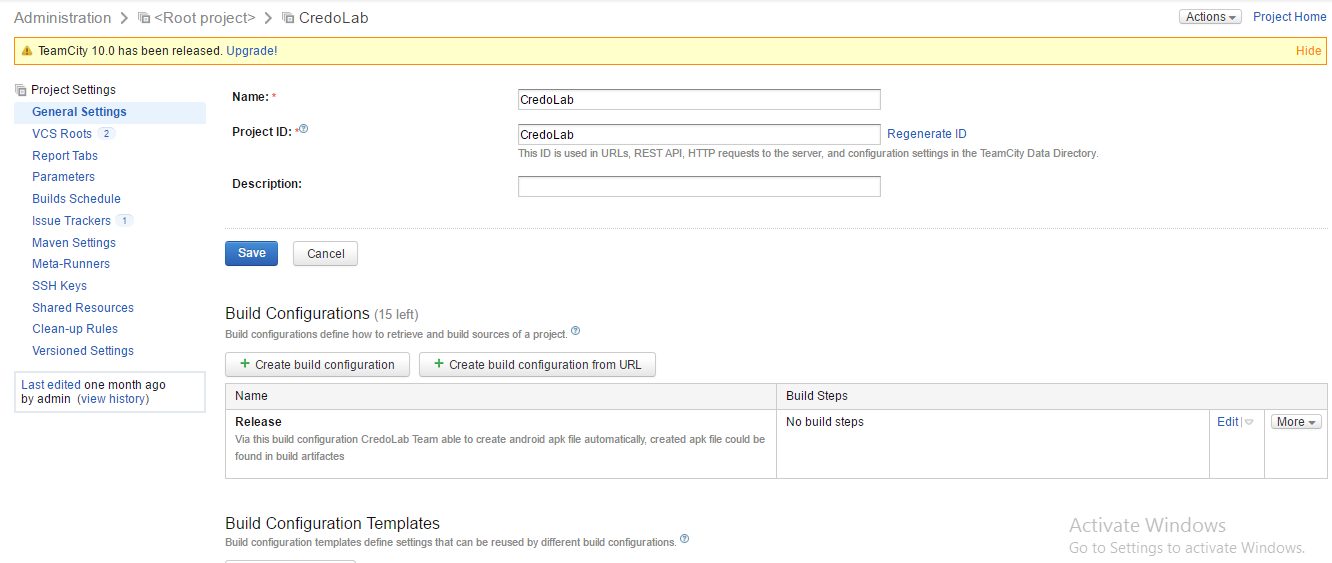 Administration > <Root project> > CredoLab
Actions Project Home
TeamCity 10.0 has been released. Upgrade! Hide
Project Settings
General Settings
VCS Roots 2
Report Tabs
Parameters
Builds Schedule
Issue Trackers 1
Maven Settings
Meta-Runners
SSH Keys
Shared Resources
Clean-up Rules
Versioned Settings
Last edited one month ago
by admin (view history)
Name: * CredoLab
Project ID: * CredoLab Regenerate ID
This ID is used in URLs, REST API, HTTP requests to the server, and configuration settings in the TeamCity Data Directory.
Description:
Save Cancel
Build Configurations (15 left)
Build configurations define how to retrieve and build sources of a project. ?
+ Create build configuration + Create build configuration from URL
Name Build Steps
Release No build steps Edit More
Via this build configuration CredoLab Team able to create android apk file automatically, created apk file could be
found in build artifactes
Build Configuration Templates
Build configuration templates define settings that can be reused by different build configurations. ?
Activate Windows
Go to Settings to activate Windows.